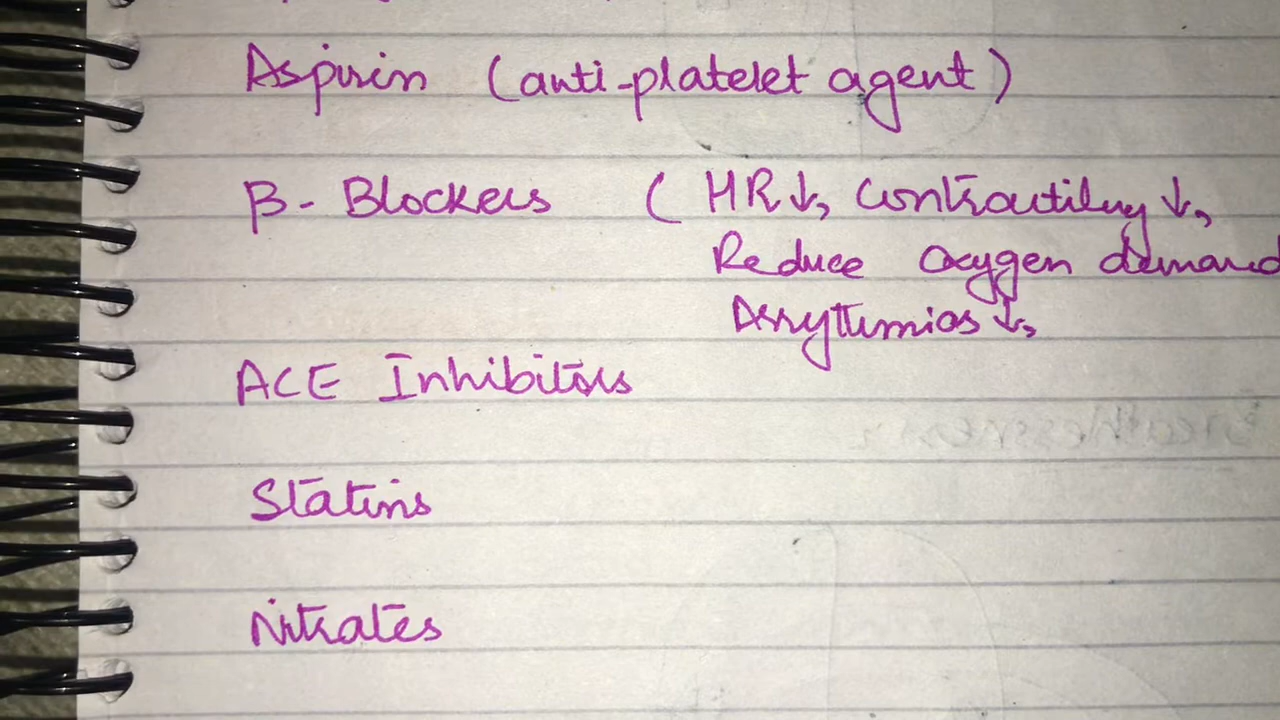 Aspirin (anti-platelet agent)
β- Blockers ( HR↓, Contractility ↓,
Reduce oxygen demand
Arrythmias ↓,
ACE Inhibitors
Statins
Nitrates